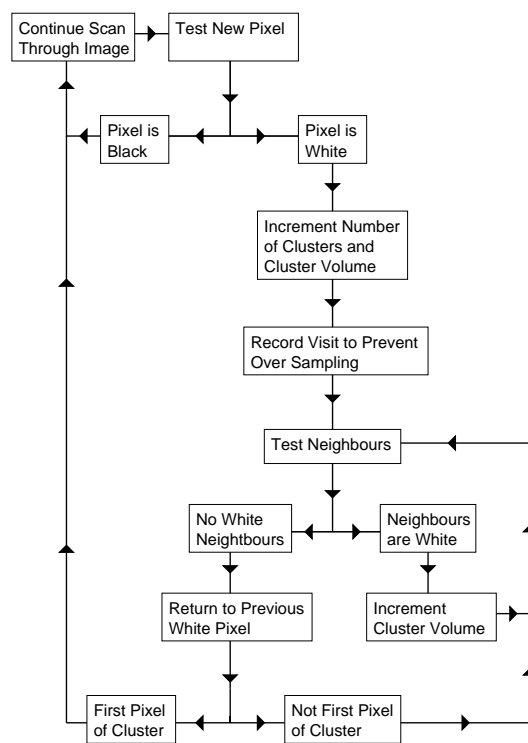 Continue Scan
Through Image
Test New Pixel
Pixel is
Black
Pixel is
White
Increment Number
of Clusters and
Cluster Volume
Record Visit to Prevent
Over Sampling
Test Neighbours
No White
Neightbours
Neighbours
are White
Return to Previous
White Pixel
Increment
Cluster Volume
First Pixel
of Cluster
Not First Pixel
of Cluster